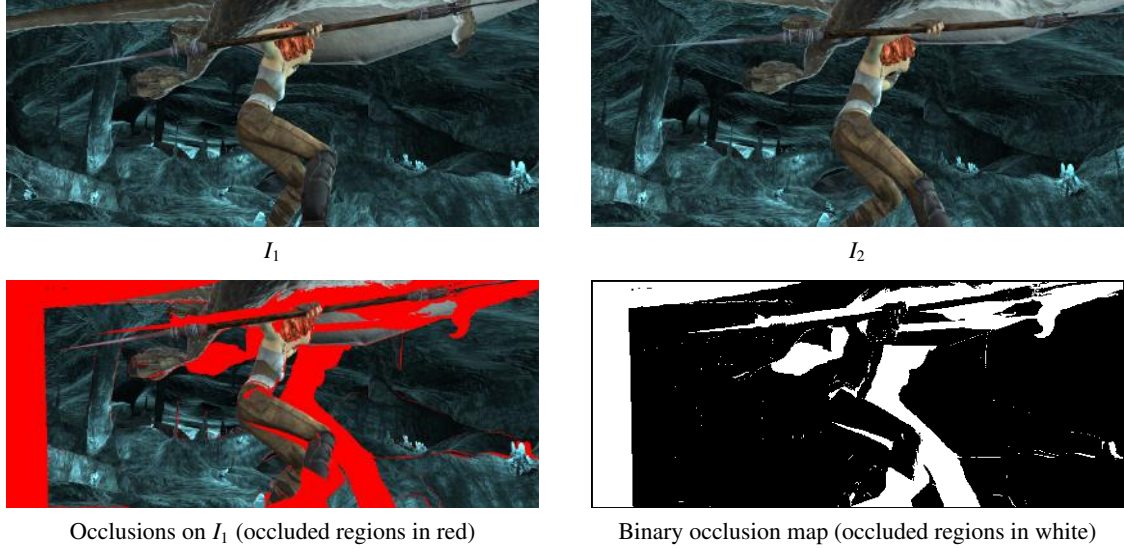 I₁
I₂
Occlusions on I₁ (occluded regions in red)
Binary occlusion map (occluded regions in white)